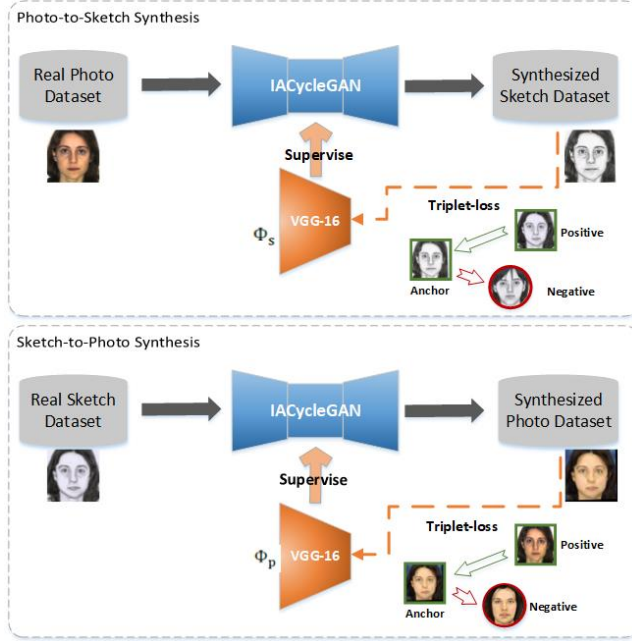 Photo-to-Sketch Synthesis
Real Photo
Dataset
IACycleGAN
Synthesized
Sketch Dataset
Supervise
VGG-16
Φs
Triplet-loss
Positive
Anchor
Negative
Sketch-to-Photo Synthesis
Real Sketch
Dataset
IACycleGAN
Synthesized
Photo Dataset
Supervise
VGG-16
Φp
Triplet-loss
Positive
Anchor
Negative